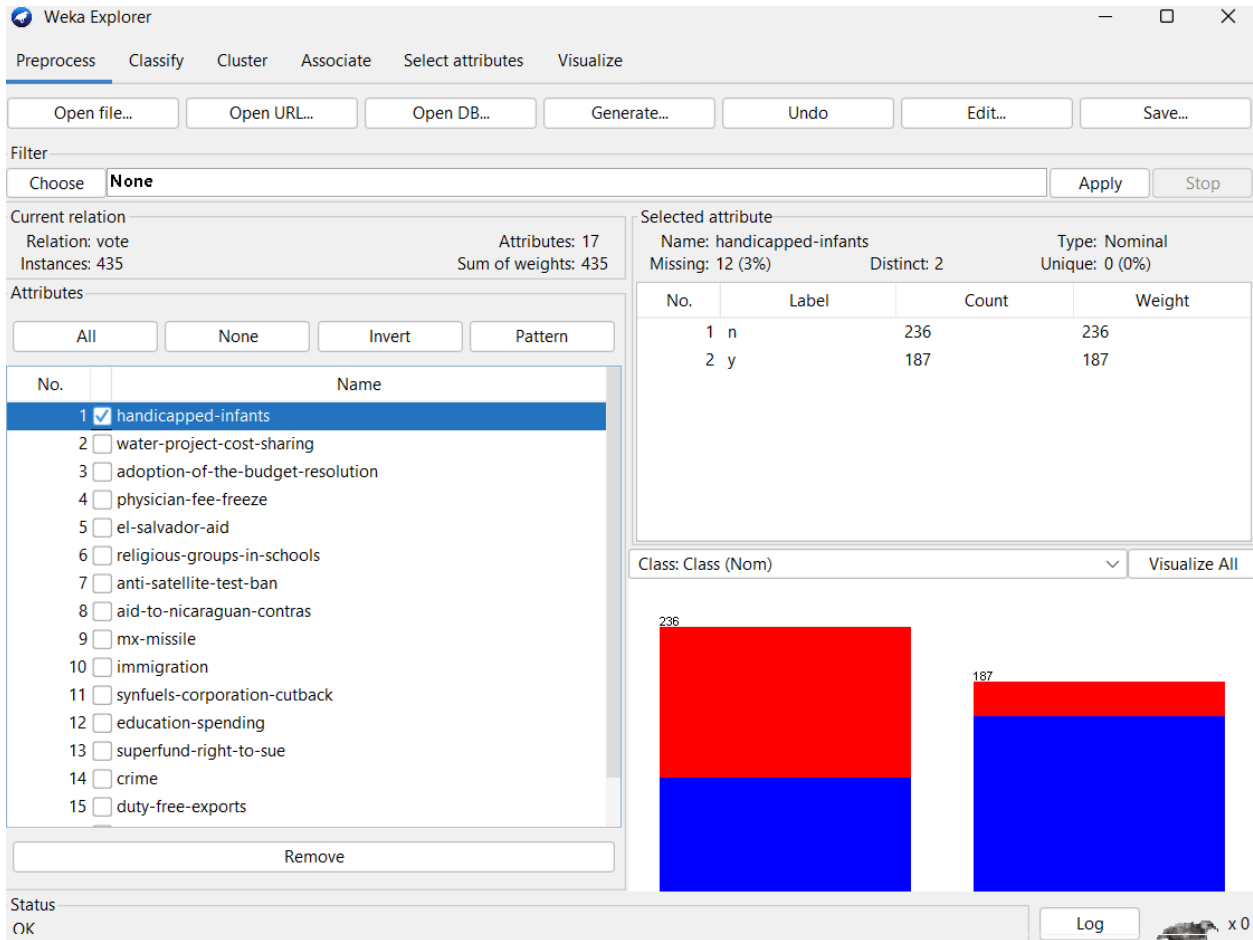 Weka Explorer
Preprocess Classify Cluster Associate Select attributes Visualize
Open file... Open URL... Open DB... Generate... Undo Edit... Save...
Filter
Choose None Apply Stop
Current relation
Relation: vote Attributes: 17
Instances: 435 Sum of weights: 435
Attributes
All None Invert Pattern
No. Name
1 handicapped-infants
2 water-project-cost-sharing
3 adoption-of-the-budget-resolution
4 physician-fee-freeze
5 el-salvador-aid
6 religious-groups-in-schools
7 anti-satellite-test-ban
8 aid-to-nicaraguan-contras
9 mx-missile
10 immigration
11 synfuels-corporation-cutback
12 education-spending
13 superfund-right-to-sue
14 crime
15 duty-free-exports
Remove
Selected attribute
Name: handicapped-infants Type: Nominal
Missing: 12 (3%) Distinct: 2 Unique: 0 (0%)
No. Label Count Weight
1 n 236 236
2 y 187 187
Class: Class (Nom) Visualize All
236
187
Status
OK
Log x 0